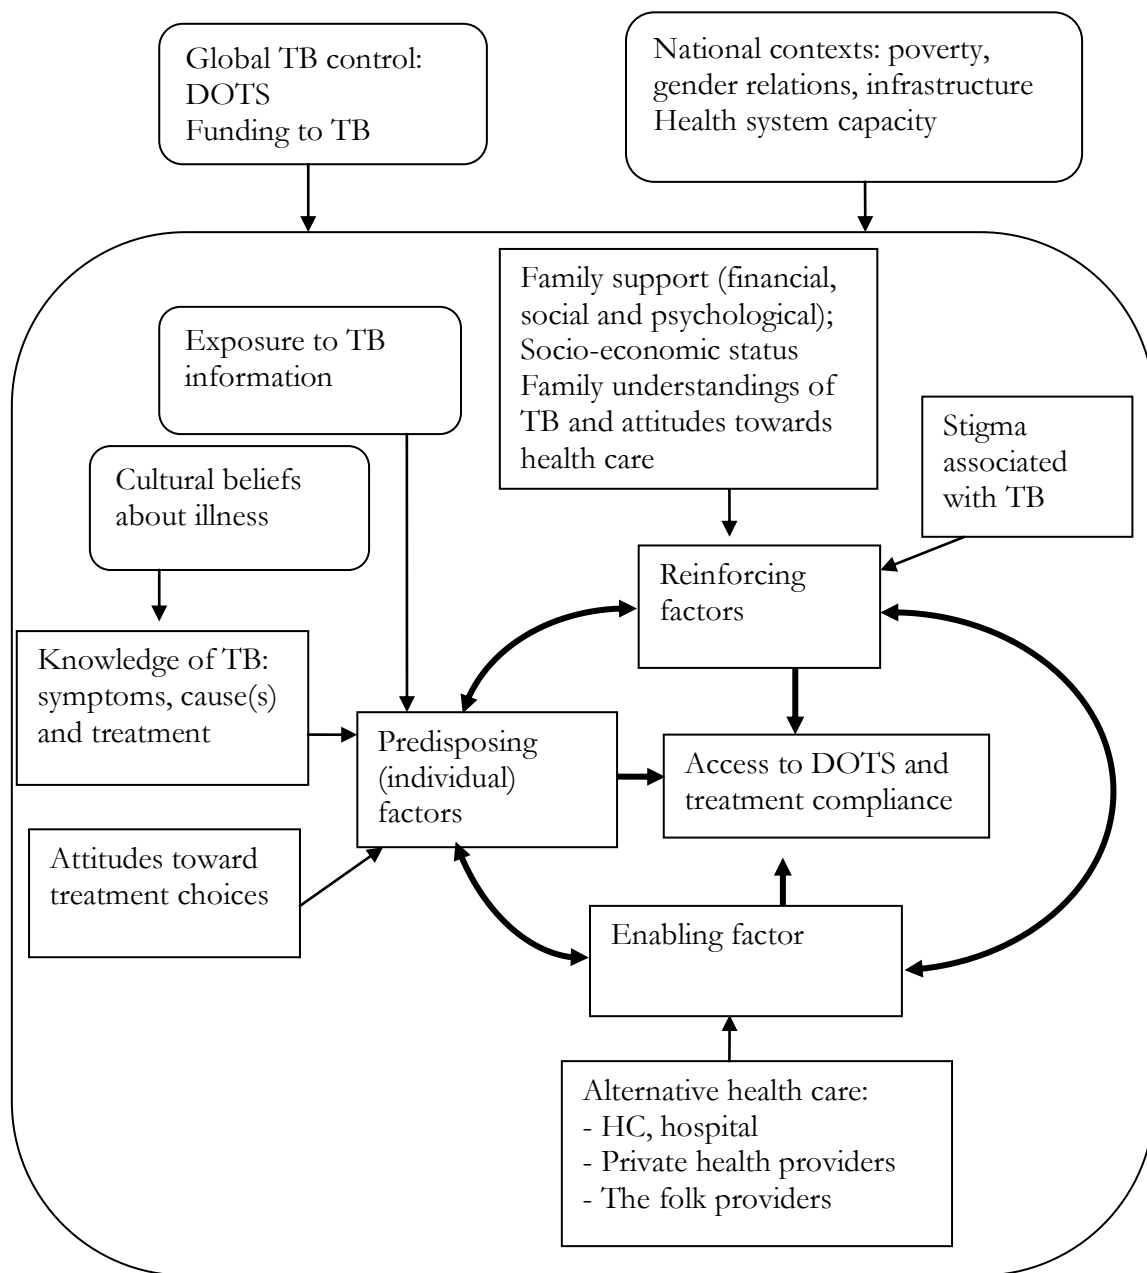 Global TB control:
DOTS
Funding to TB
National contexts: poverty,
gender relations, infrastructure
Health system capacity
Family support (financial,
social and psychological);
Socio-economic status
Family understandings of
TB and attitudes towards
health care
Exposure to TB
information
Stigma
associated
with TB
Cultural beliefs
about illness
Reinforcing
factors
Knowledge of TB:
symptoms, cause(s)
and treatment
Predisposing
(individual)
factors
Access to DOTS and
treatment compliance
Attitudes toward
treatment choices
Enabling factor
Alternative health care:
- HC, hospital
- Private health providers
- The folk providers